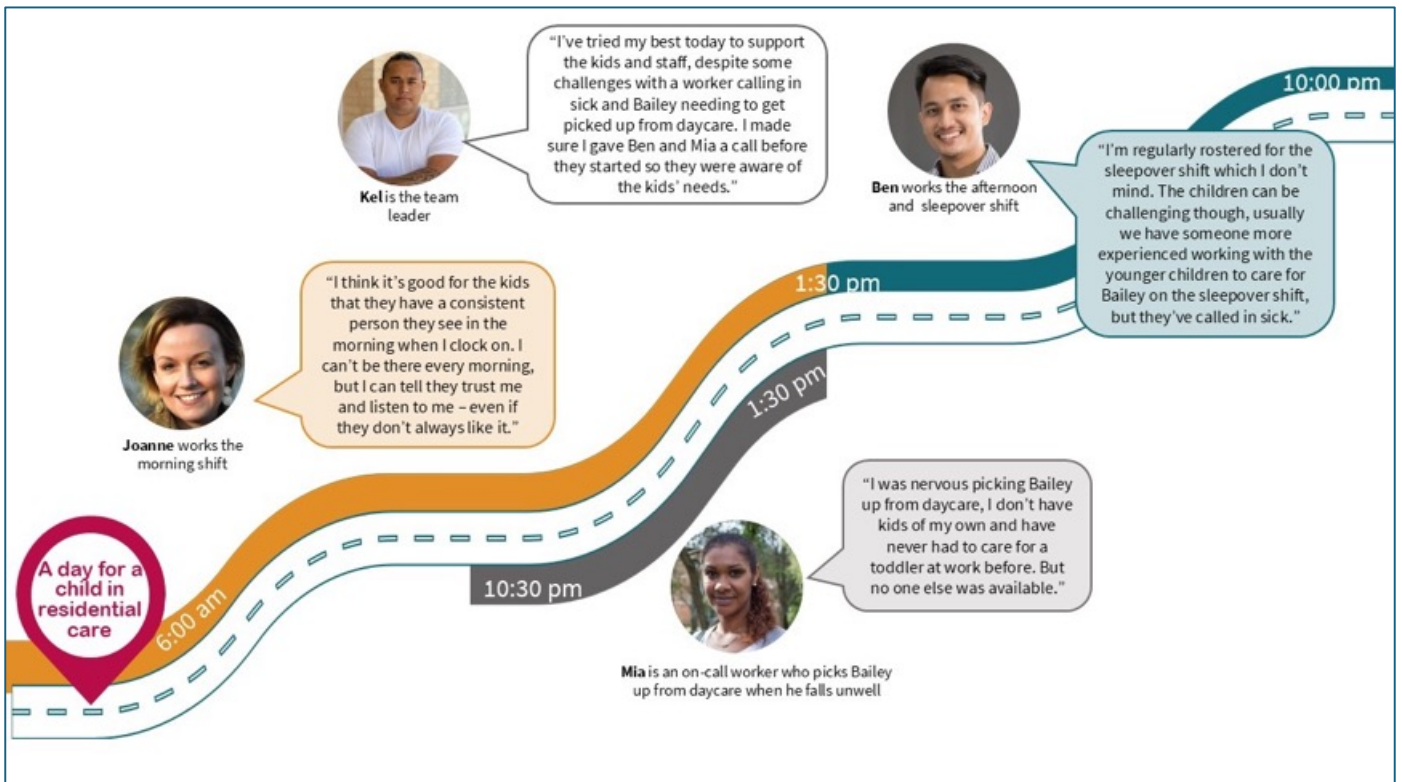 “I’ve tried my best today to support
the kids and staff, despite some
challenges with a worker calling in
sick and Bailey needing to get
picked up from daycare. I made
sure I gave Ben and Mia a call before
they started so they were aware of
the kids’ needs.”
Kel is the team
leader
10:00 pm
“I’m regularly rostered for the
sleepover shift which I don’t
mind. The children can be
challenging though, usually
we have someone more
experienced working with the
younger children to care for
Bailey on the sleepover shift,
but they’ve called in sick.”
Ben works the afternoon
and sleepover shift
“I think it’s good for the kids
that they have a consistent
person they see in the
morning when I clock on. I
can’t be there every morning,
but I can tell they trust me
and listen to me – even if
they don’t always like it.”
Joanne works the
morning shift
1:30 pm
1:30 pm
“I was nervous picking Bailey
up from daycare, I don’t have
kids of my own and have
never had to care for a
toddler at work before. But
no one else was available.”
A day for a
child in
residential
care
6:00 am
10:30 pm
Mia is an on-call worker who picks Bailey
up from daycare when he falls unwell